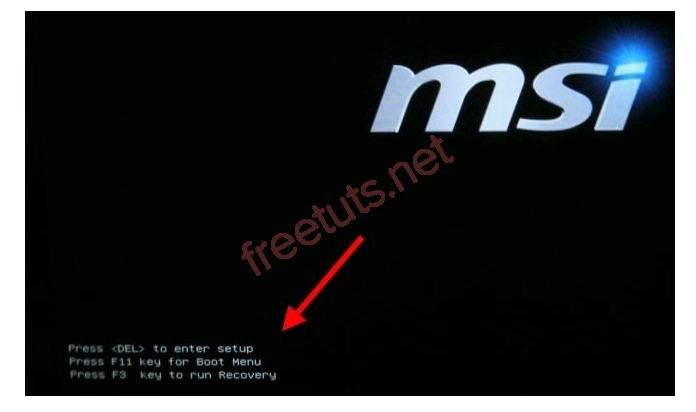 msi
freetuts.net
Press <DEL> to enter setup
Press F11 key for Boot Menu
Press F3 key to run Recovery